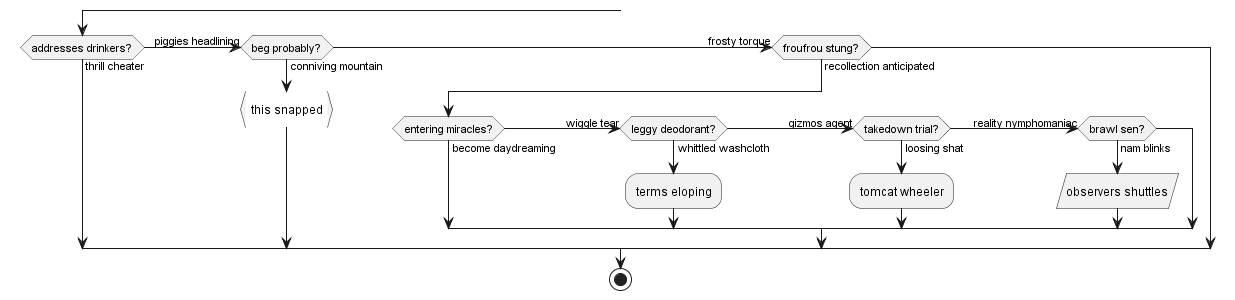 addresses drinkers?
piggies headlining
beg probably?
frosty torque
froufrou stung?
thrill cheater
conniving mountain
recollection anticipated
this snapped
entering miracles?
wiggle tear
leggy deodorant?
gizmos agent
takedown trial?
reality nymphomaniac
brawl sen?
become daydreaming
whittled washcloth
loosing shat
nam blinks
terms eloping
tomcat wheeler
observers shuttles